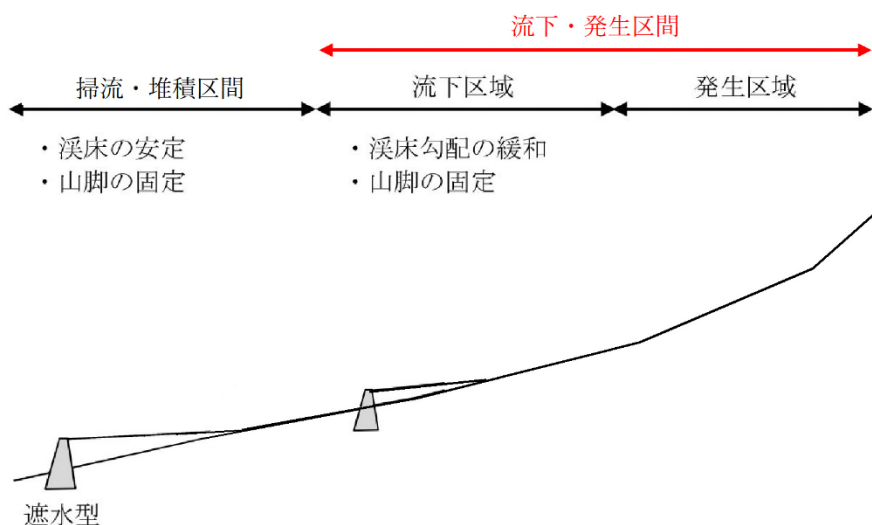 流下・発生区間
掃流・堆積区間
流下区域
発生区域
・渓床の安定
・山脚の固定
・渓床勾配の緩和
・山脚の固定
遮水型